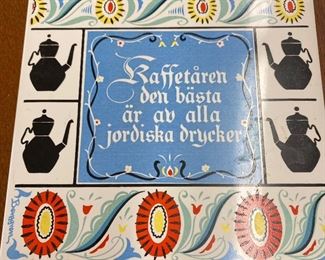 Kaffetåren
den bästa
är av alla
jordiska drycker